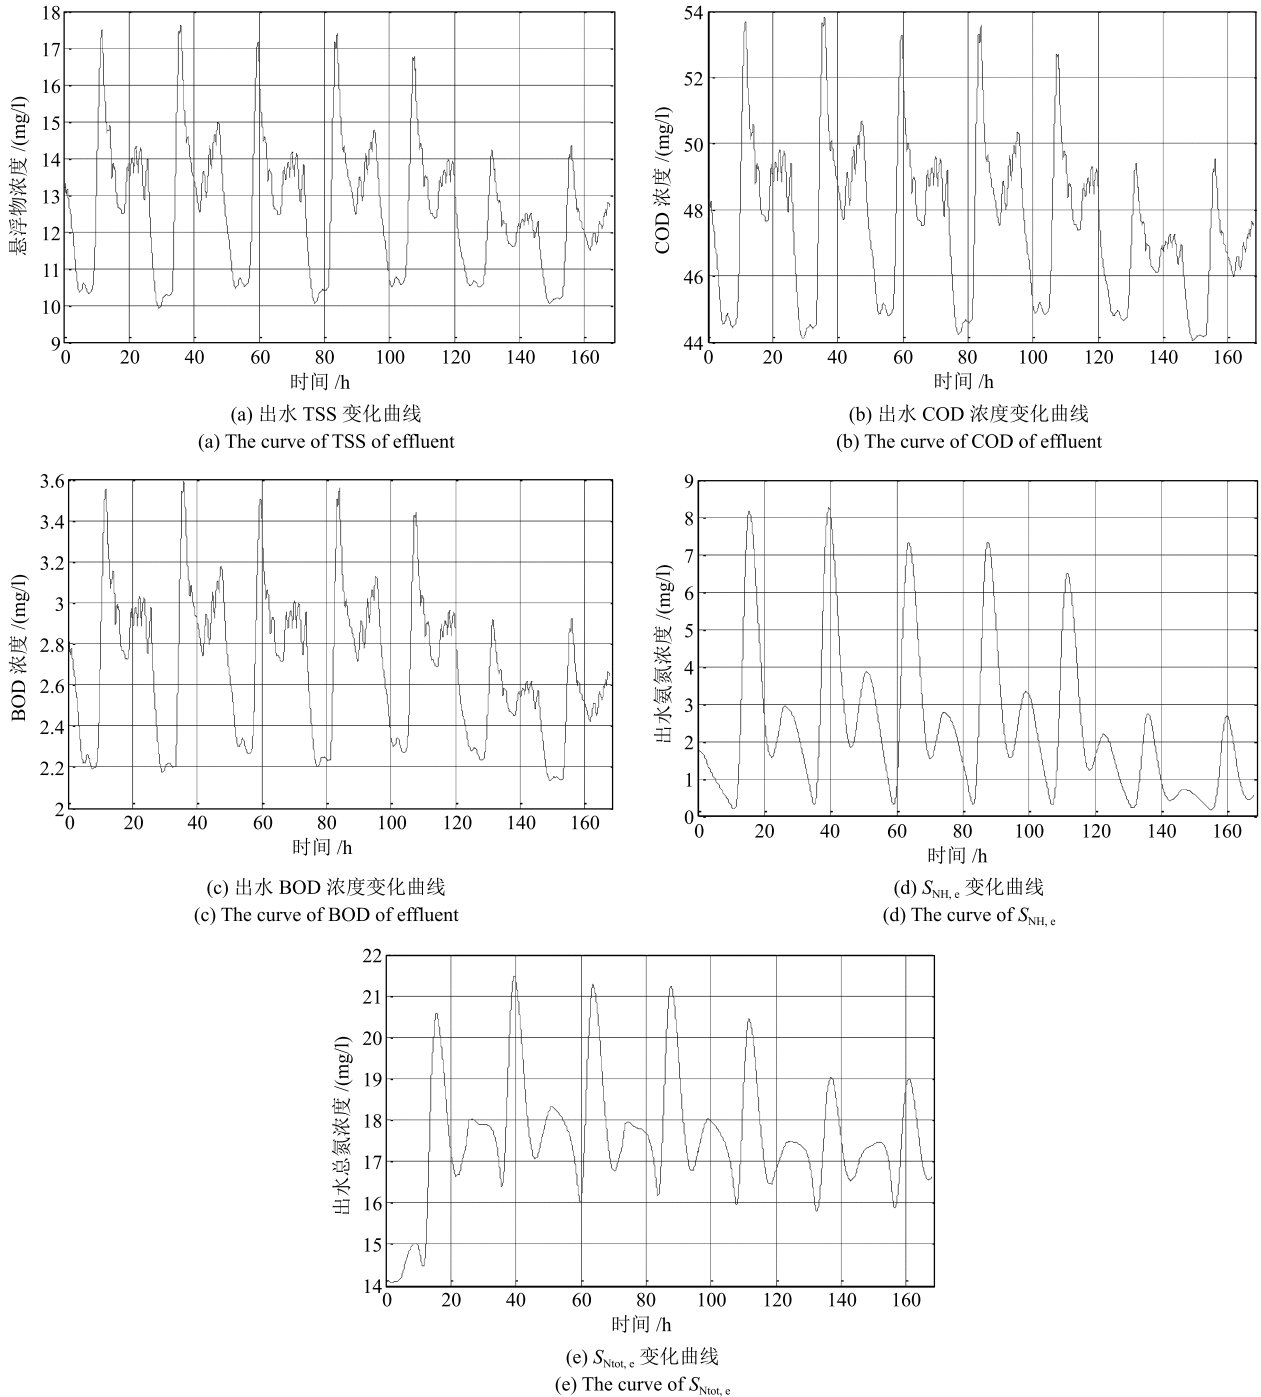 18
17
16
15
14
13
12
11
10
9
悬浮物浓度 /(mg/l)
0 20 40 60 80 100 120 140 160
时间 /h
(a) 出水 TSS 变化曲线
(a) The curve of TSS of effluent
54
52
50
48
46
44
COD 浓度 /(mg/l)
0 20 40 60 80 100 120 140 160
时间 /h
(b) 出水 COD 浓度变化曲线
(b) The curve of COD of effluent
3.6
3.4
3.2
3
2.8
2.6
2.4
2.2
2
BOD 浓度 /(mg/l)
0 20 40 60 80 100 120 140 160
时间 /h
(c) 出水 BOD 浓度变化曲线
(c) The curve of BOD of effluent
9
8
7
6
5
4
3
2
1
0
出水氨氮浓度 /(mg/l)
0 20 40 60 80 100 120 140 160
时间 /h
(d) S_NH, e 变化曲线
(d) The curve of S_NH, e
22
21
20
19
18
17
16
15
14
出水总氮浓度 /(mg/l)
0 20 40 60 80 100 120 140 160
时间 /h
(e) S_Ntot, e 变化曲线
(e) The curve of S_Ntot, e